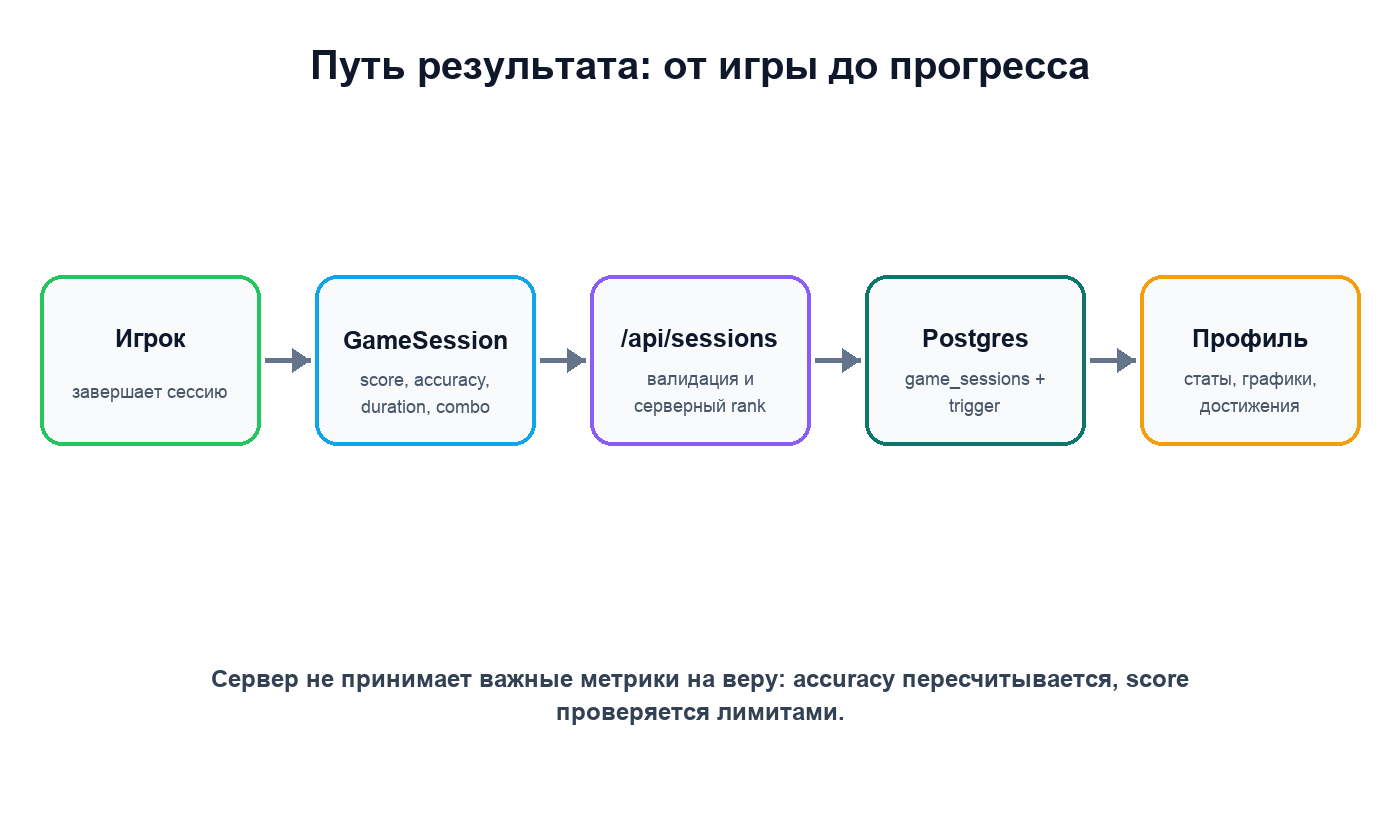 Путь результата: от игры до прогресса
Игрок
завершает сессию
GameSession
score, accuracy,
duration, combo
/api/sessions
валидация и
серверный rank
Postgres
game_sessions +
trigger
Профиль
статы, графики,
достижения
Сервер не принимает важные метрики на веру: accuracy пересчитывается, score
проверяется лимитами.